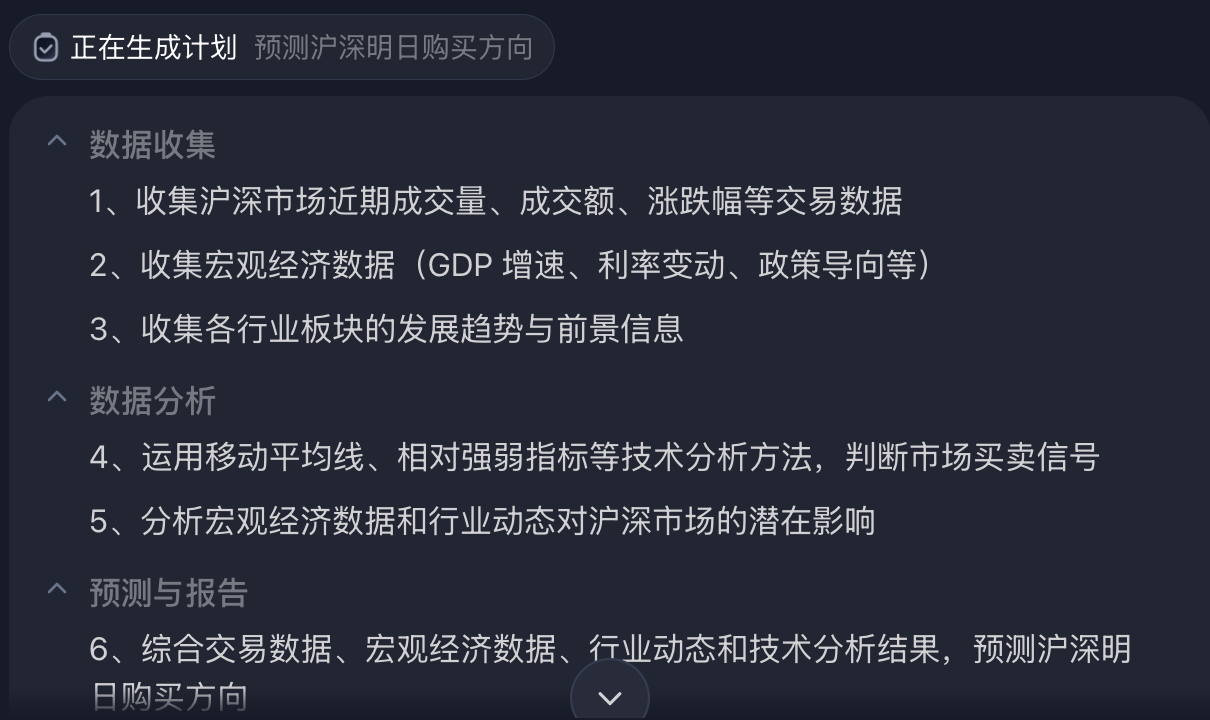 正在生成计划 预测沪深明日购买方向
数据收集
1、收集沪深市场近期成交量、成交额、涨跌幅等交易数据
2、收集宏观经济数据（GDP 增速、利率变动、政策导向等）
3、收集各行业板块的发展趋势与前景信息
数据分析
4、运用移动平均线、相对强弱指标等技术分析方法，判断市场买卖信号
5、分析宏观经济数据和行业动态对沪深市场的潜在影响
预测与报告
6、综合交易数据、宏观经济数据、行业动态和技术分析结果，预测沪深明
日购买方向